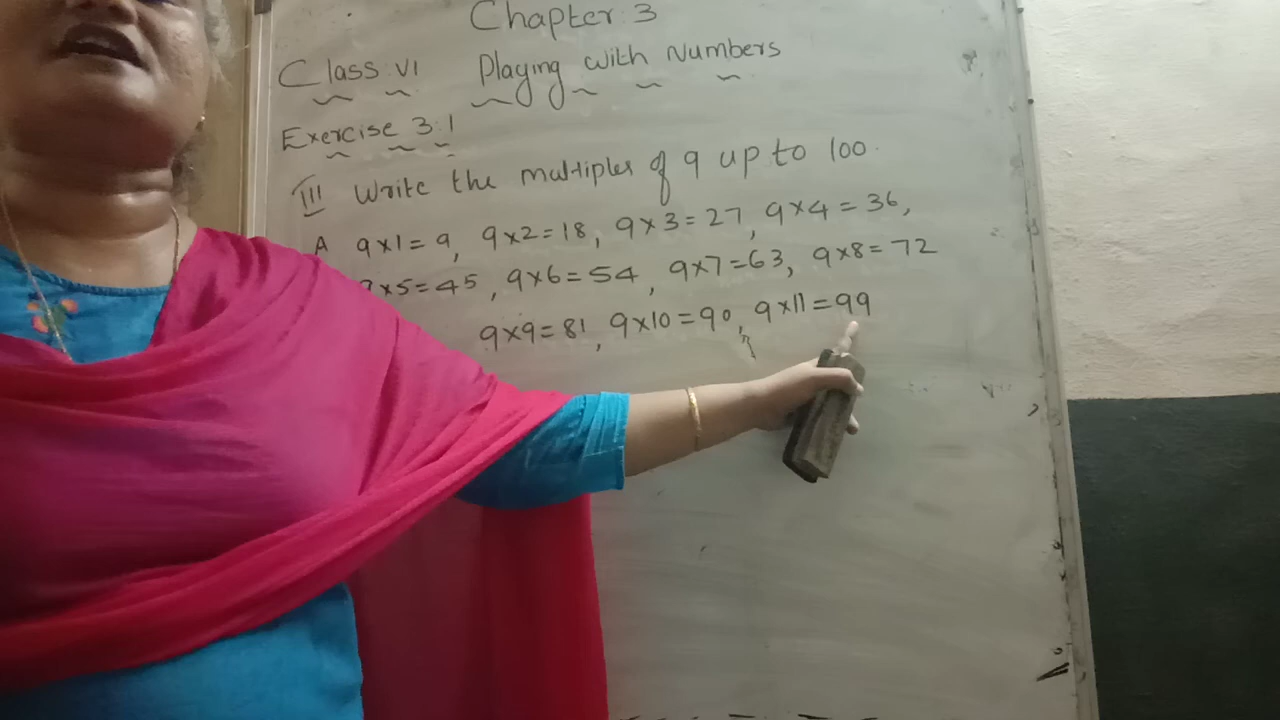 Chapter 3
Class VI Playing with Numbers
Exercise 3.1
III Write the multiples of 9 up to 100.
A 9×1=9, 9×2=18, 9×3=27, 9×4=36,
9×5=45, 9×6=54, 9×7=63, 9×8=72
9×9=81, 9×10=90, 9×11=99